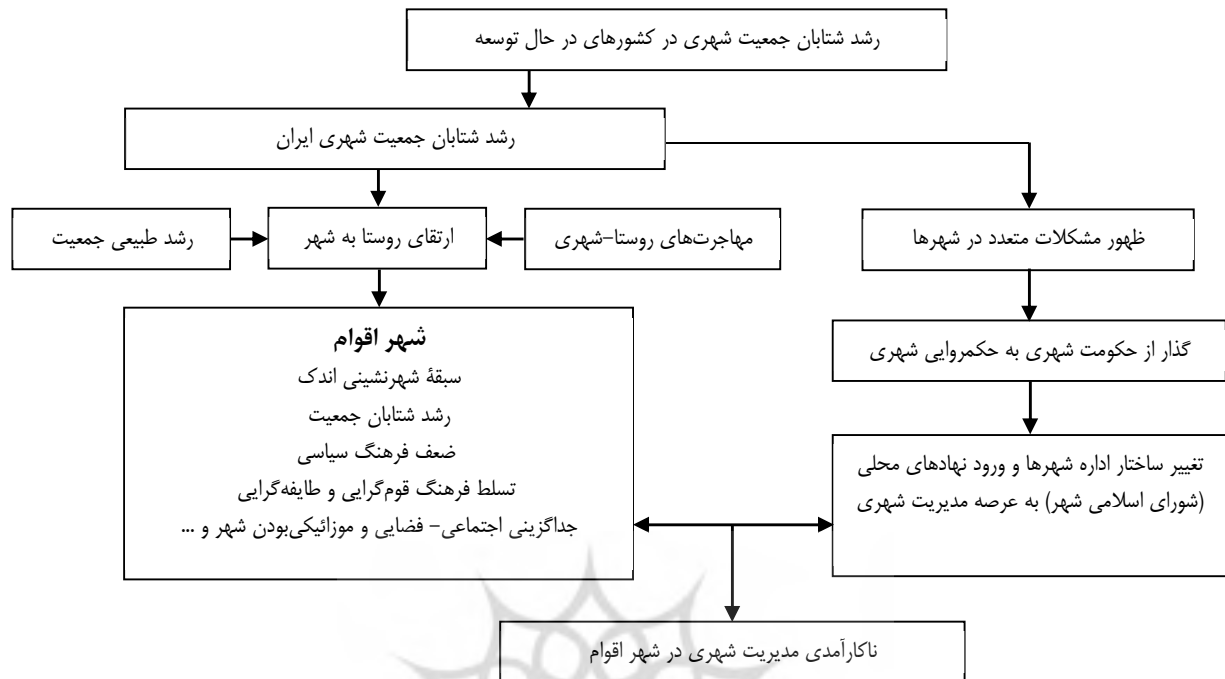 رشد شتابان جمعیت شهری در کشورهای در حال توسعه
رشد شتابان جمعیت شهری ایران
رشد طبیعی جمعیت
ارتقای روستا به شهر
مهاجرت‌های روستا–شهری
ظهور مشکلات متعدد در شهرها
شهر اقوام
سبقۀ شهرنشینی اندک
رشد شتابان جمعیت
ضعف فرهنگ سیاسی
تسلط فرهنگ قوم‌گرایی و طایفه‌گرایی
جداگزینی اجتماعی– فضایی و موزائیکی‌بودن شهر و ...
گذار از حکومت شهری به حکمروایی شهری
تغییر ساختار اداره شهرها و ورود نهادهای محلی
(شورای اسلامی شهر) به عرصه مدیریت شهری
ناکارآمدی مدیریت شهری در شهر اقوام